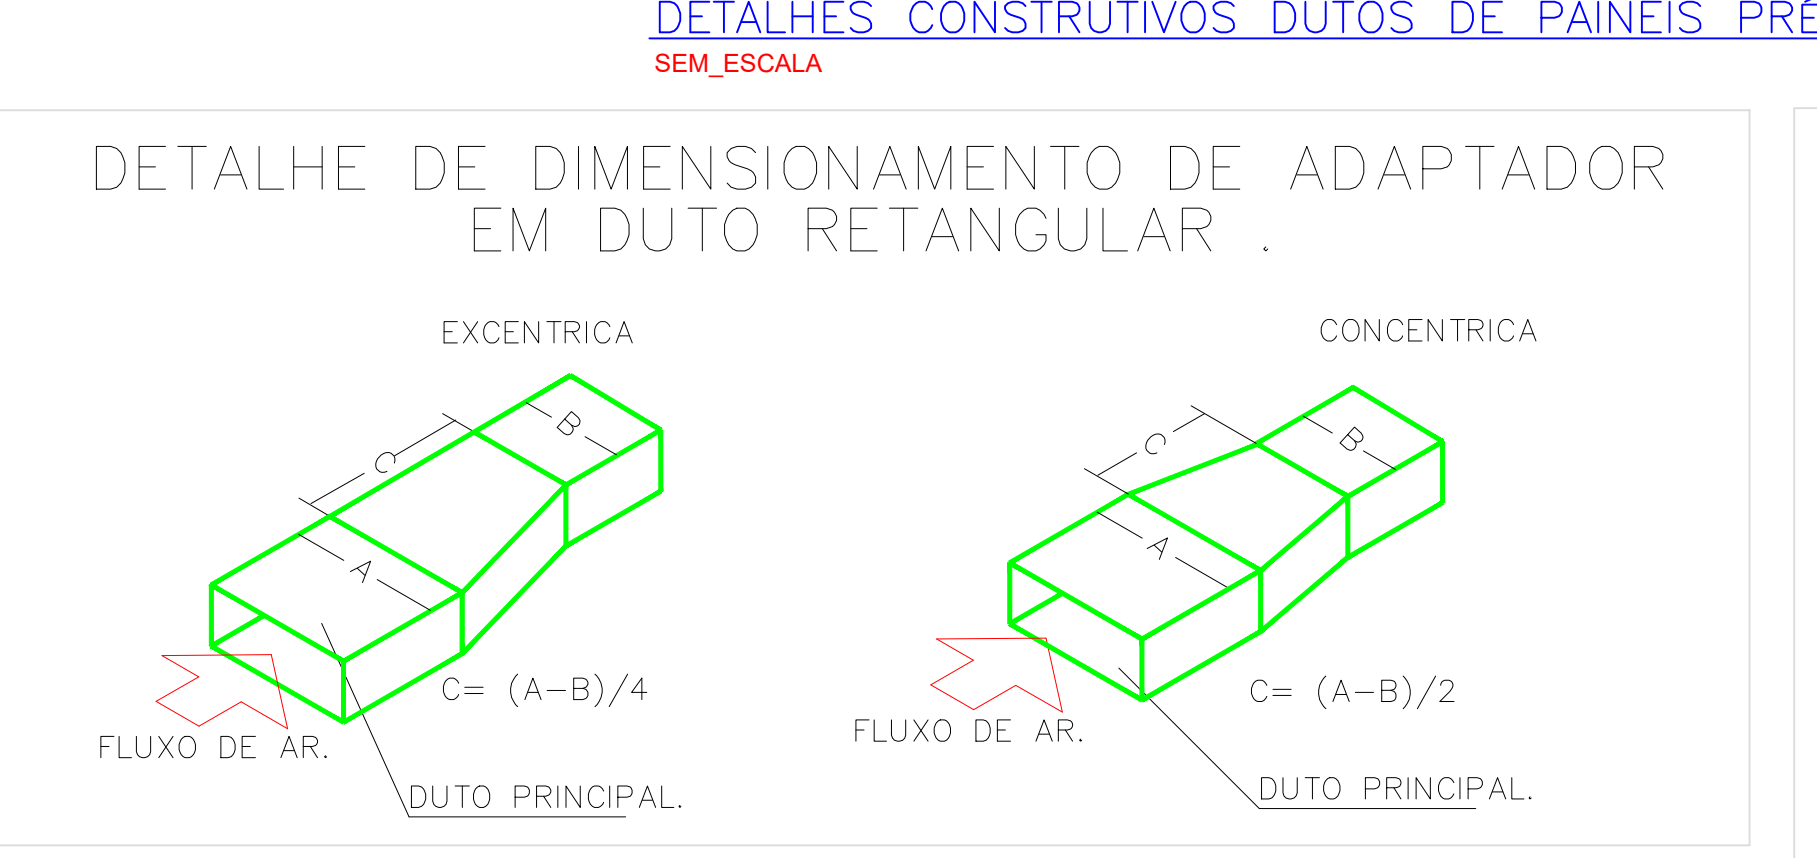 DETALHES CONSTRUTIVOS DUTOS DE PAINEIS PRÉ
SEM_ESCALA
DETALHE DE DIMENSIONAMENTO DE ADAPTADOR
EM DUTO RETANGULAR .
EXCENTRICA
B
C
A
C= (A-B)/4
FLUXO DE AR.
DUTO PRINCIPAL.
CONCENTRICA
B
C
A
C= (A-B)/2
FLUXO DE AR.
DUTO PRINCIPAL.